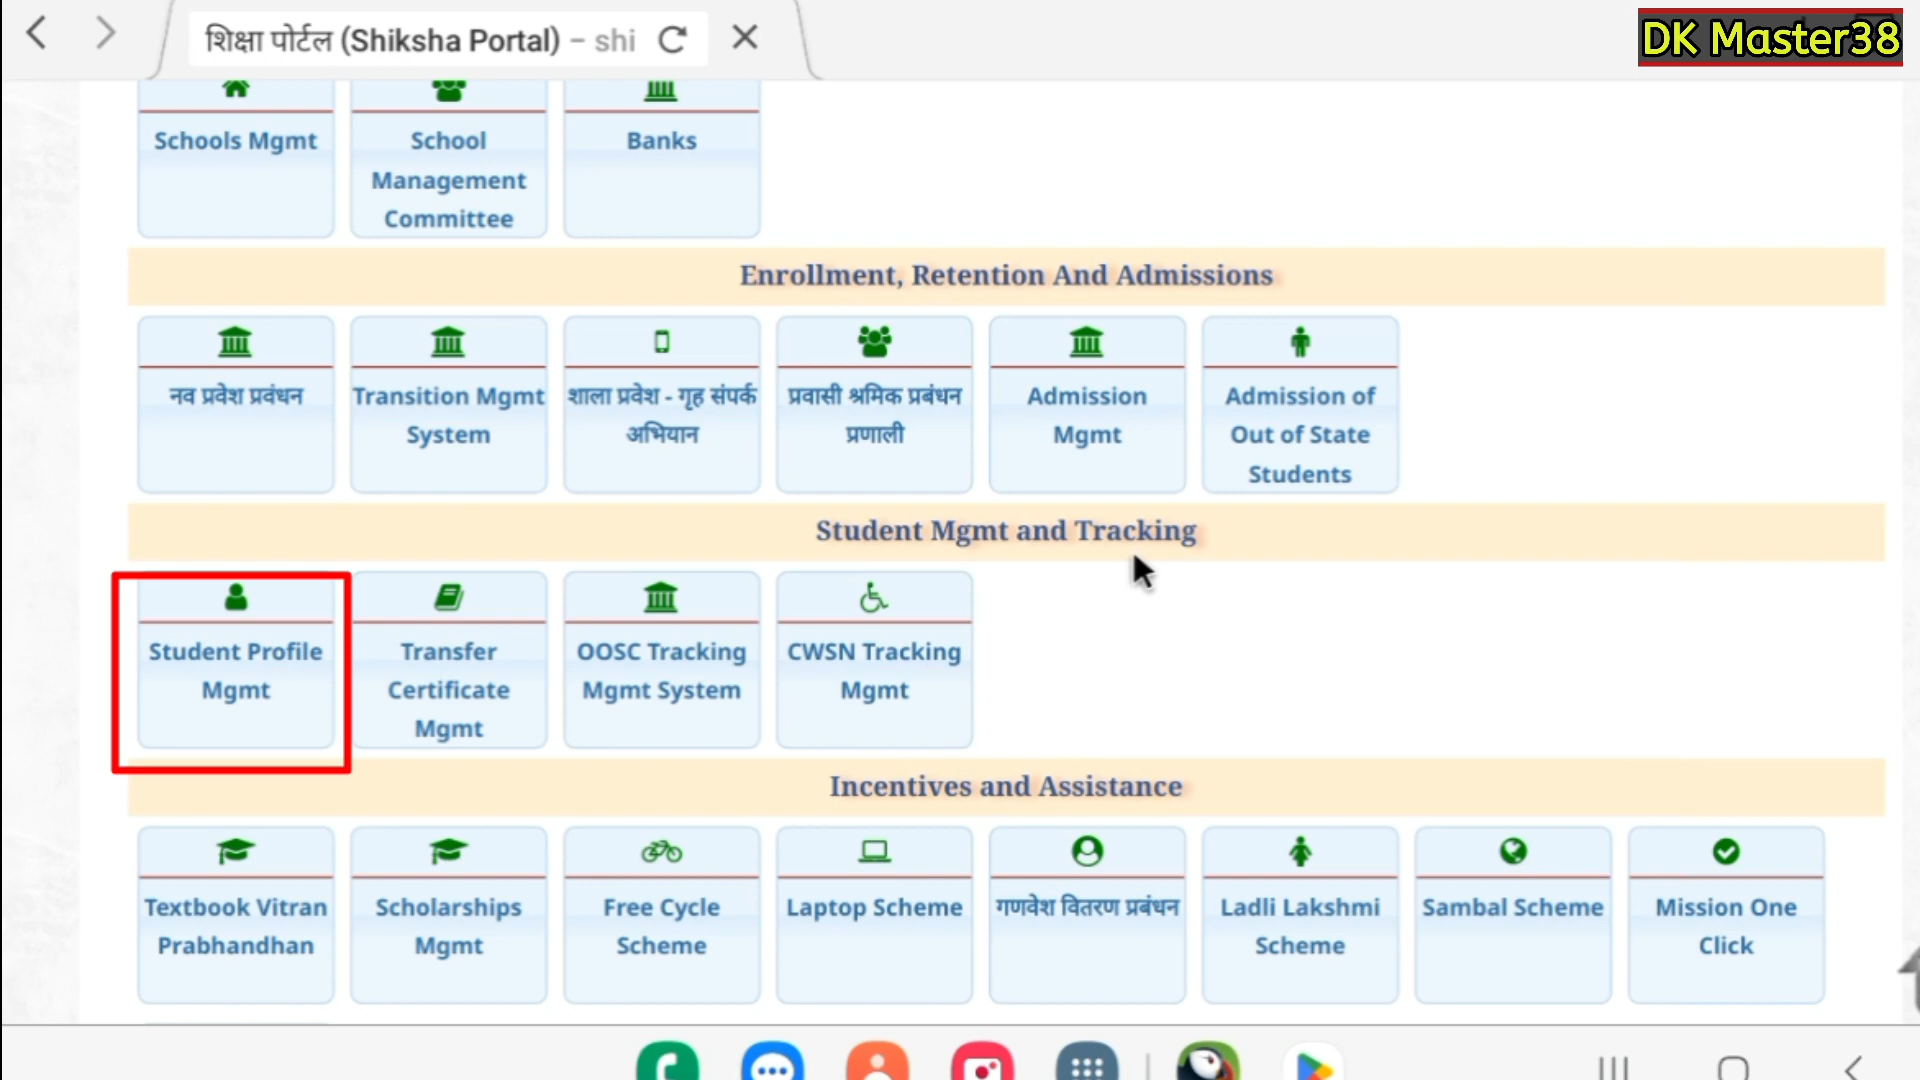 शिक्षा पोर्टल (Shiksha Portal) – shi
DK Master38
Schools Mgmt
School
Management
Committee
Banks
Enrollment, Retention And Admissions
नव प्रवेश प्रवंधन
Transition Mgmt
System
शाला प्रवेश - गृह संपर्क
अभियान
प्रवासी श्रमिक प्रबंधन
प्रणाली
Admission
Mgmt
Admission of
Out of State
Students
Student Mgmt and Tracking
Student Profile
Mgmt
Transfer
Certificate
Mgmt
OOSC Tracking
Mgmt System
CWSN Tracking
Mgmt
Incentives and Assistance
Textbook Vitran
Prabhandhan
Scholarships
Mgmt
Free Cycle
Scheme
Laptop Scheme
गणवेश वितरण प्रबंधन
Ladli Lakshmi
Scheme
Sambal Scheme
Mission One
Click